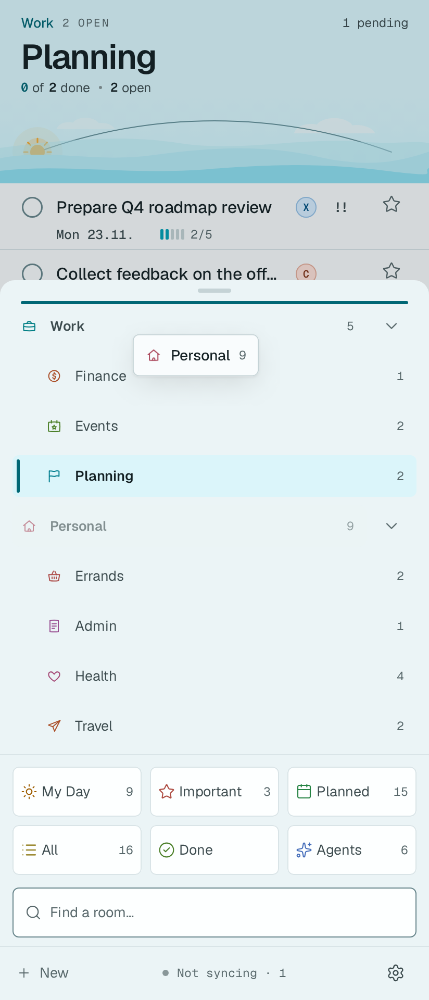 Work 2 OPEN 1 pending
Planning
0 of 2 done • 2 open
Prepare Q4 roadmap review X !!
Mon 23.11. 2/5
Collect feedback on the off… C
Work 5
Personal 9
Finance 1
Events 2
Planning 2
Personal 9
Errands 2
Admin 1
Health 4
Travel 2
My Day 9 Important 3 Planned 15
All 16 Done Agents 6
Find a room…
+ New Not syncing · 1